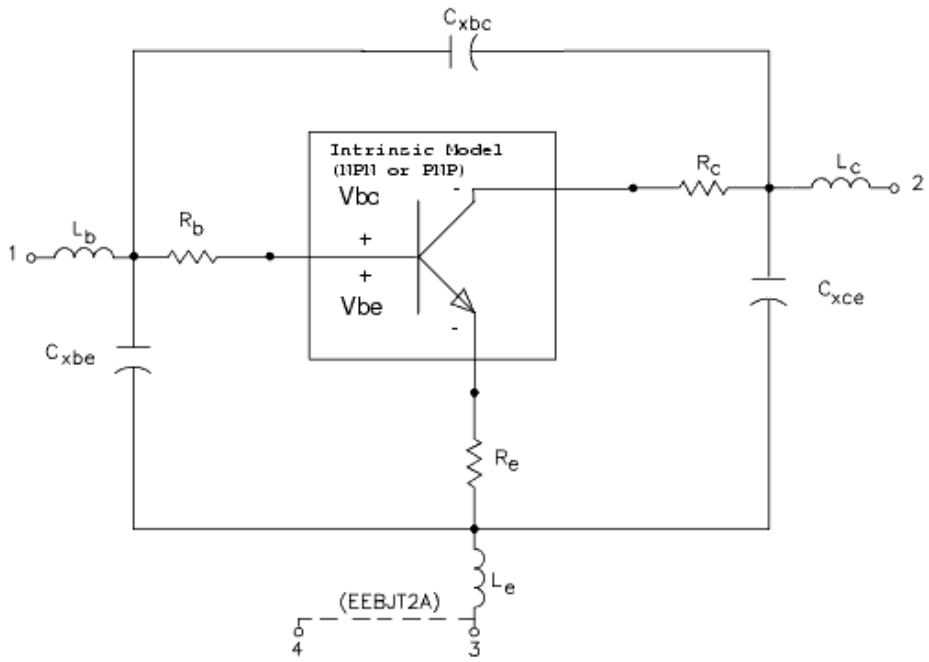 Cxbc
Intrinsic Model
(NPN or PNP)
Vbc
-
Rc
Lc
2
Rb
Lb
1
+
+
Vbe
-
Cxce
Cxbe
Re
Le
(EEBJT2A)
4
3